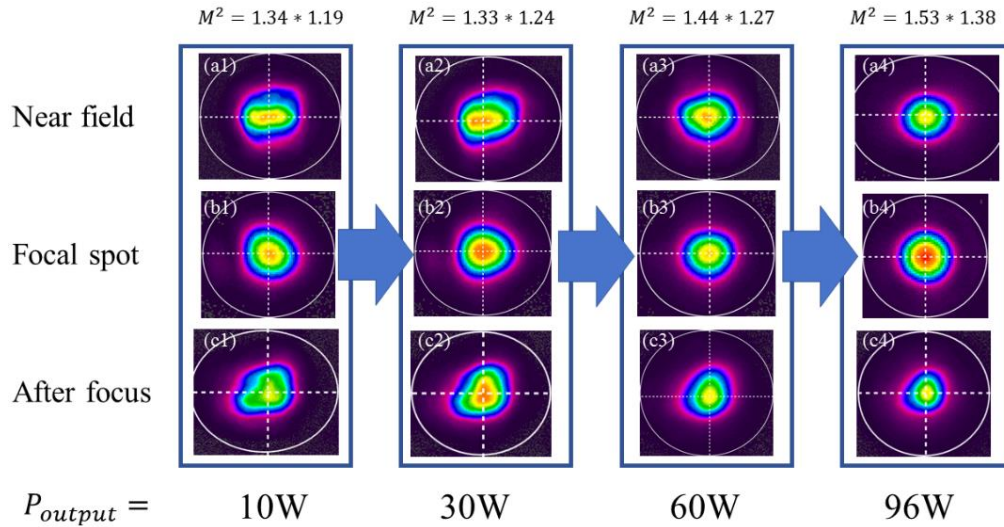 M² = 1.34 * 1.19 M² = 1.33 * 1.24 M² = 1.44 * 1.27 M² = 1.53 * 1.38
Near field (a1) (a2) (a3) (a4)
Focal spot (b1) (b2) (b3) (b4)
After focus (c1) (c2) (c3) (c4)
P_output = 10W 30W 60W 96W